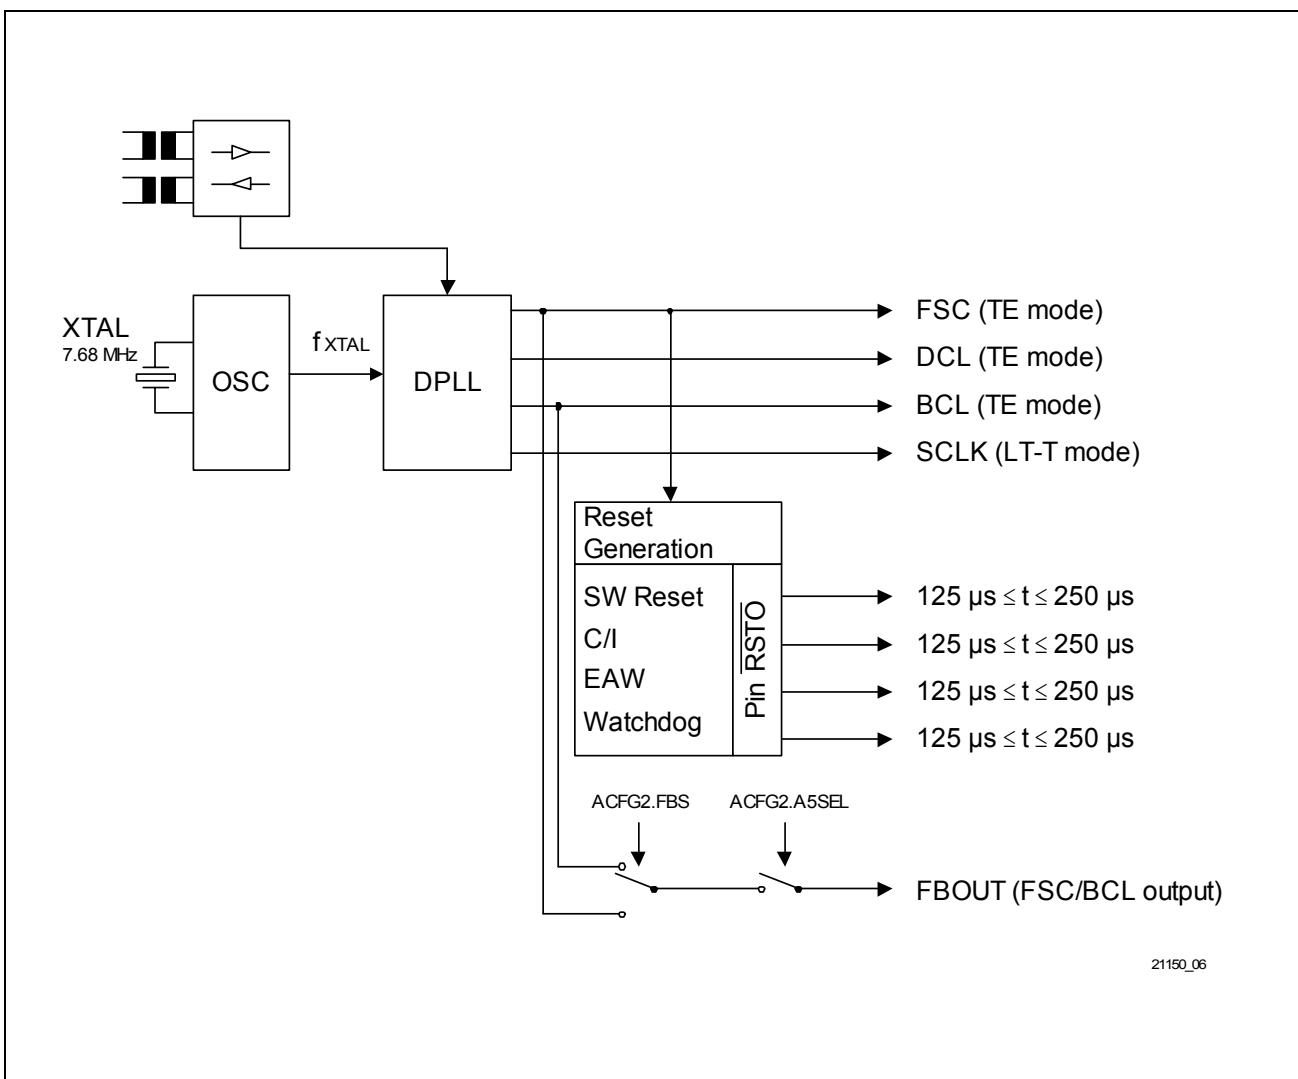 XTAL
7.68 MHz
OSC
f XTAL
DPLL
FSC (TE mode)
DCL (TE mode)
BCL (TE mode)
SCLK (LT-T mode)
Reset
Generation
SW Reset
C/I
EAW
Watchdog
Pin RSTO
125 µs ≤ t ≤ 250 µs
125 µs ≤ t ≤ 250 µs
125 µs ≤ t ≤ 250 µs
125 µs ≤ t ≤ 250 µs
ACFG2.FBS
ACFG2.A5SEL
FBOUT (FSC/BCL output)
21150_06